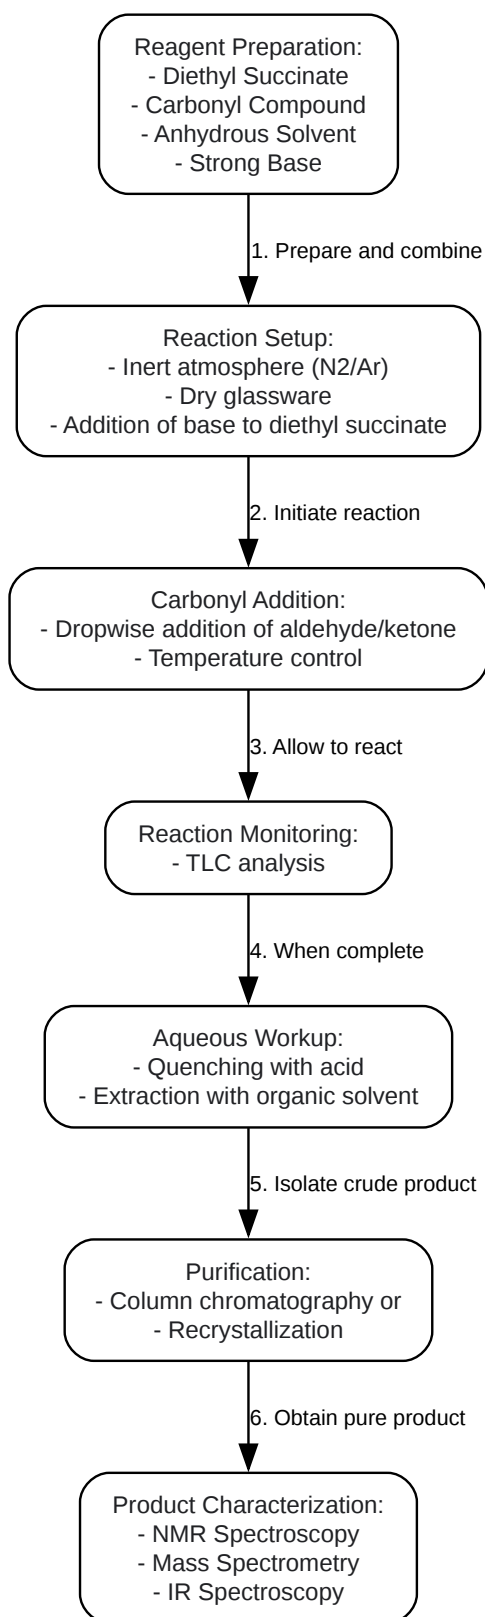 Reagent Preparation:
- Diethyl Succinate
- Carbonyl Compound
- Anhydrous Solvent
- Strong Base
1. Prepare and combine
Reaction Setup:
- Inert atmosphere (N2/Ar)
- Dry glassware
- Addition of base to diethyl succinate
2. Initiate reaction
Carbonyl Addition:
- Dropwise addition of aldehyde/ketone
- Temperature control
3. Allow to react
Reaction Monitoring:
- TLC analysis
4. When complete
Aqueous Workup:
- Quenching with acid
- Extraction with organic solvent
5. Isolate crude product
Purification:
- Column chromatography or
- Recrystallization
6. Obtain pure product
Product Characterization:
- NMR Spectroscopy
- Mass Spectrometry
- IR Spectroscopy